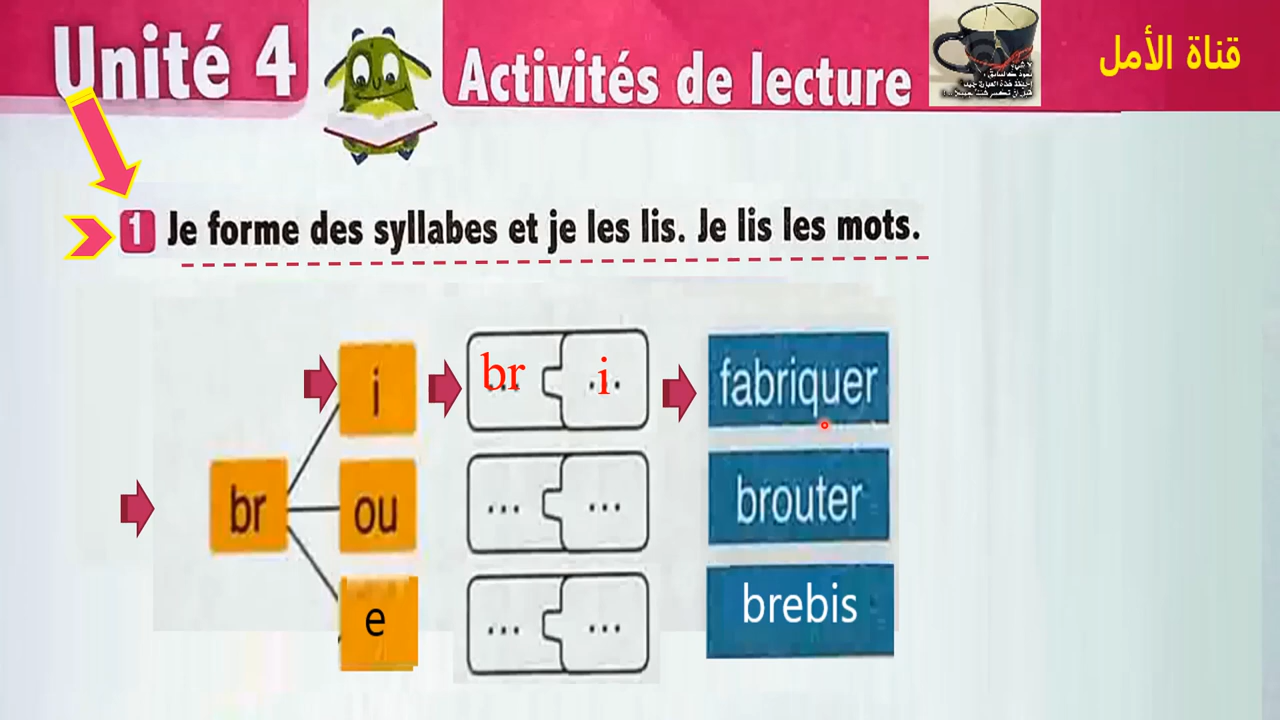 Unité 4
Activités de lecture
قناة الأمل
1 Je forme des syllabes et je les lis. Je lis les mots.
i br i fabriquer
br ou ... ... brouter
e ... ... brebis